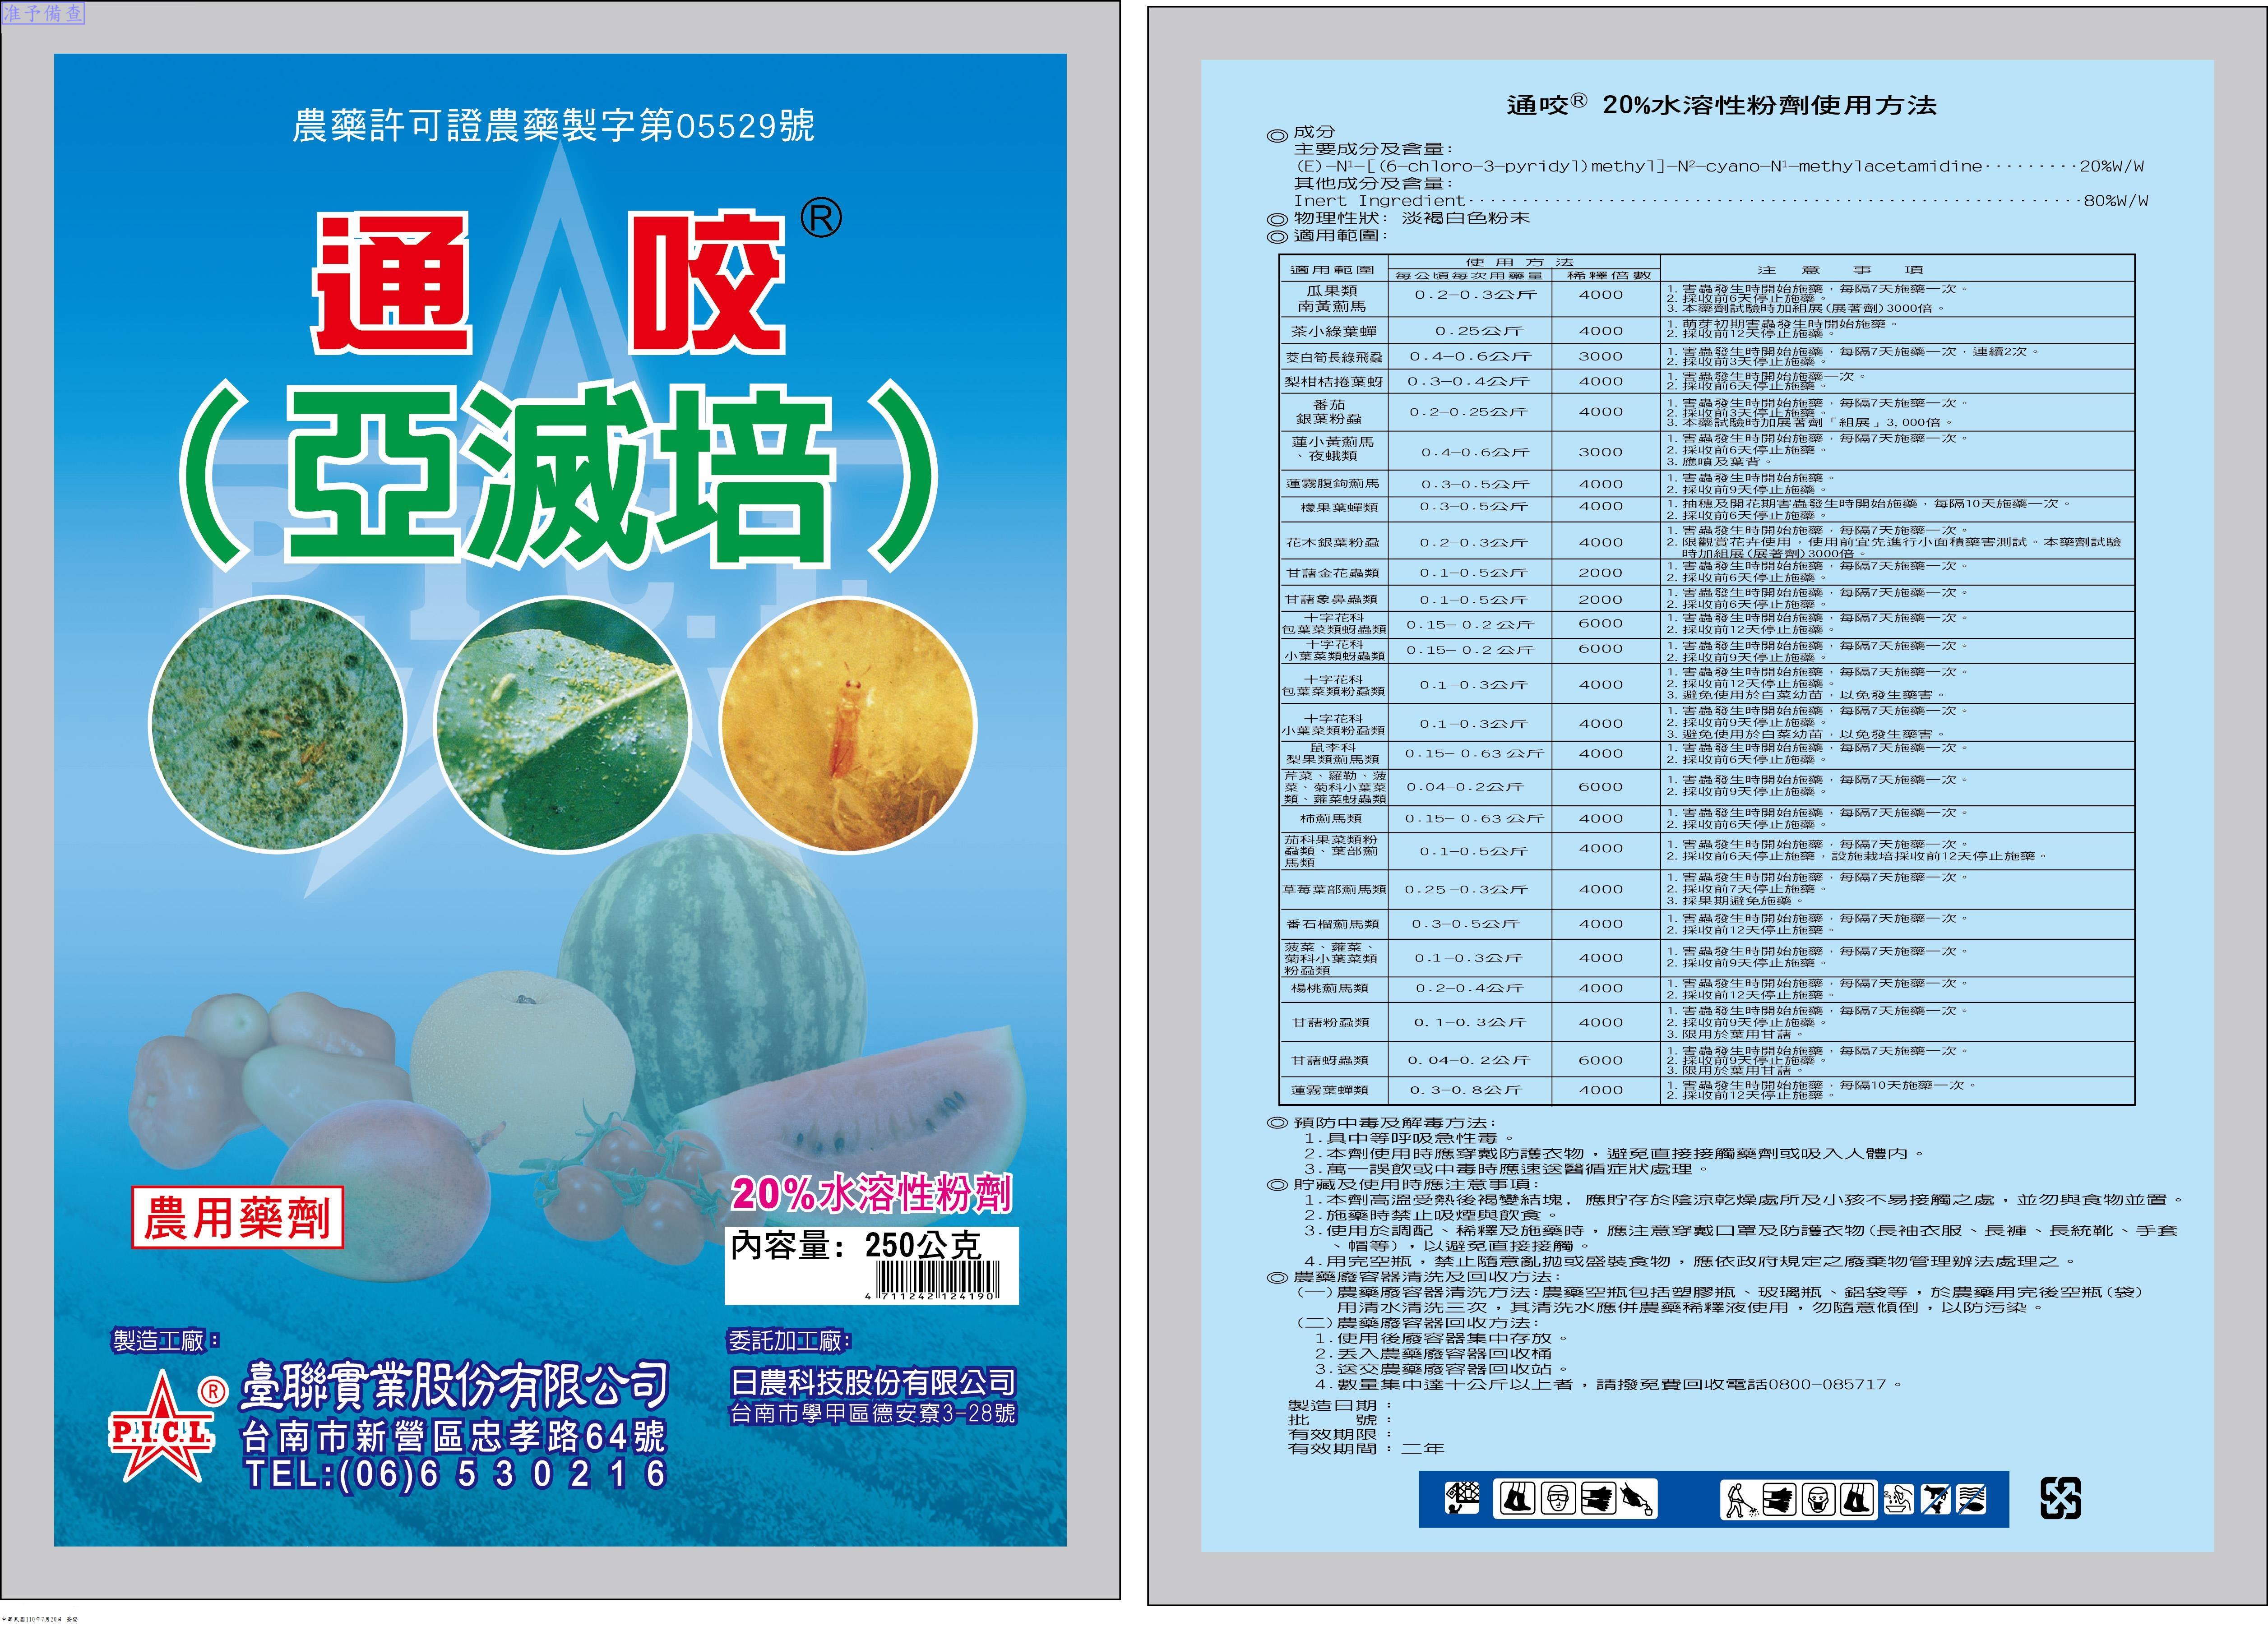 准予備查
農藥許可證農藥製字第05529號
通咬®
(亞滅培)
P.I.C.I.
農用藥劑
20%水溶性粉劑
內容量: 250公克
4 711242 124190
製造工廠:
P.I.C.I. ®
臺聯實業股份有限公司
台南市新營區忠孝路64號
TEL:(06)6530216
委託加工廠:
日農科技股份有限公司
台南市學甲區德安寮3-28號
中華民國110年7月20日
通咬® 20%水溶性粉劑使用方法
◎ 成分
主要成分及含量:
(E)-N¹-[(6-chloro-3-pyridyl)methyl]-N²-cyano-N¹-methylacetamidine·········20%W/W
其他成分及含量:
Inert Ingredient·························································80%W/W
◎ 物理性狀: 淡褐白色粉末
◎ 適用範圍:
適用範圍 使用方法 注意事項
每公頃每次用藥量 稀釋倍數
瓜果類
南黃薊馬 0.2-0.3公斤 4000
1. 害蟲發生時開始施藥,每隔7天施藥一次。
2. 採收前6天停止施藥。
3. 本藥劑試驗時加組展(展著劑)3000倍。
茶小綠葉蟬 0.25公斤 4000
1. 萌芽初期害蟲發生時開始施藥。
2. 採收前12天停止施藥。
茭白筍長綠飛蝨 0.4-0.6公斤 3000
1. 害蟲發生時開始施藥,每隔7天施藥一次,連續2次。
2. 採收前3天停止施藥。
梨柑桔捲葉蚜 0.3-0.4公斤 4000
1. 害蟲發生時開始施藥一次。
2. 採收前6天停止施藥。
番茄
銀葉粉蝨 0.2-0.25公斤 4000
1. 害蟲發生時開始施藥,每隔7天施藥一次。
2. 採收前3天停止施藥。
3. 本藥試驗時加展著劑「組展」3,000倍。
蓮小黃薊馬
、夜蛾類 0.4-0.6公斤 3000
1. 害蟲發生時開始施藥,每隔7天施藥一次。
2. 採收前6天停止施藥。
3. 應噴及葉背。
蓮霧腹鉤薊馬 0.3-0.5公斤 4000
1. 害蟲發生時開始施藥。
2. 採收前9天停止施藥。
檬果葉蟬類 0.3-0.5公斤 4000
1. 抽穗及開花期害蟲發生時開始施藥,每隔10天施藥一次。
2. 採收前6天停止施藥。
花木銀葉粉蝨 0.2-0.3公斤 4000
1. 害蟲發生時開始施藥,每隔7天施藥一次。
2. 限觀賞花卉使用,使用前宜先進行小面積藥害測試。本藥劑試驗
時加組展(展著劑)3000倍。
甘藷金花蟲類 0.1-0.5公斤 2000
1. 害蟲發生時開始施藥,每隔7天施藥一次。
2. 採收前6天停止施藥。
甘藷象鼻蟲類 0.1-0.5公斤 2000
1. 害蟲發生時開始施藥,每隔7天施藥一次。
2. 採收前6天停止施藥。
十字花科
包葉菜類蚜蟲類 0.15-0.2公斤 6000
1. 害蟲發生時開始施藥,每隔7天施藥一次。
2. 採收前12天停止施藥。
十字花科
小葉菜類蚜蟲類 0.15-0.2公斤 6000
1. 害蟲發生時開始施藥,每隔7天施藥一次。
2. 採收前9天停止施藥。
十字花科
包葉菜類粉蝨類 0.1-0.3公斤 4000
1. 害蟲發生時開始施藥,每隔7天施藥一次。
2. 採收前12天停止施藥。
3. 避免使用於白菜幼苗,以免發生藥害。
十字花科
小葉菜類粉蝨類 0.1-0.3公斤 4000
1. 害蟲發生時開始施藥,每隔7天施藥一次。
2. 採收前9天停止施藥。
3. 避免使用於白菜幼苗,以免發生藥害。
鼠李科
梨果類薊馬類 0.15-0.63公斤 4000
1. 害蟲發生時開始施藥,每隔7天施藥一次。
2. 採收前6天停止施藥。
芹菜、羅勒、菠
菜、菊科小葉菜
類、蕹菜蚜蟲類 0.04-0.2公斤 6000
1. 害蟲發生時開始施藥,每隔7天施藥一次。
2. 採收前9天停止施藥。
柿薊馬類 0.15-0.63公斤 4000
1. 害蟲發生時開始施藥,每隔7天施藥一次。
2. 採收前6天停止施藥。
茄科果菜類粉
蝨類、葉部薊
馬類 0.1-0.5公斤 4000
1. 害蟲發生時開始施藥,每隔7天施藥一次。
2. 採收前6天停止施藥,設施栽培採收前12天停止施藥。
草莓葉部薊馬類 0.25-0.3公斤 4000
1. 害蟲發生時開始施藥,每隔7天施藥一次。
2. 採收前7天停止施藥。
3. 採果期避免施藥。
番石榴薊馬類 0.3-0.5公斤 4000
1. 害蟲發生時開始施藥,每隔7天施藥一次。
2. 採收前12天停止施藥。
菠菜、蕹菜、
菊科小葉菜類
粉蝨類 0.1-0.3公斤 4000
1. 害蟲發生時開始施藥,每隔7天施藥一次。
2. 採收前9天停止施藥。
楊桃薊馬類 0.2-0.4公斤 4000
1. 害蟲發生時開始施藥,每隔7天施藥一次。
2. 採收前12天停止施藥。
甘藷粉蝨類 0.1-0.3公斤 4000
1. 害蟲發生時開始施藥,每隔7天施藥一次。
2. 採收前9天停止施藥。
3. 限用於葉用甘藷。
甘藷蚜蟲類 0.04-0.2公斤 6000
1. 害蟲發生時開始施藥,每隔7天施藥一次。
2. 採收前9天停止施藥。
3. 限用於葉用甘藷。
蓮霧葉蟬類 0.3-0.8公斤 4000
1. 害蟲發生時開始施藥,每隔10天施藥一次。
2. 採收前12天停止施藥。
◎ 預防中毒及解毒方法:
1.具中等呼吸急性毒。
2.本劑使用時應穿戴防護衣物,避免直接接觸藥劑或吸入人體內。
3.萬一誤飲或中毒時應速送醫循症狀處理。
◎ 貯藏及使用時應注意事項:
1.本劑高溫受熱後褐變結塊, 應貯存於陰涼乾燥處所及小孩不易接觸之處,並勿與食物並置。
2.施藥時禁止吸煙與飲食。
3.使用於調配、稀釋及施藥時,應注意穿戴口罩及防護衣物(長袖衣服、長褲、長統靴、手套
、帽等),以避免直接接觸。
4.用完空瓶,禁止隨意亂拋或盛裝食物,應依政府規定之廢棄物管理辦法處理之。
◎ 農藥廢容器清洗及回收方法:
(一)農藥廢容器清洗方法:農藥空瓶包括塑膠瓶、玻璃瓶、鋁袋等,於農藥用完後空瓶(袋)
用清水清洗三次,其清洗水應併農藥稀釋液使用,勿隨意傾倒,以防污染。
(二)農藥廢容器回收方法:
1.使用後廢容器集中存放。
2.丟入農藥廢容器回收桶
3.送交農藥廢容器回收站。
4.數量集中達十公斤以上者,請撥免費回收電話0800-085717。
製造日期:
批 號:
有效期限:
有效期間:二年